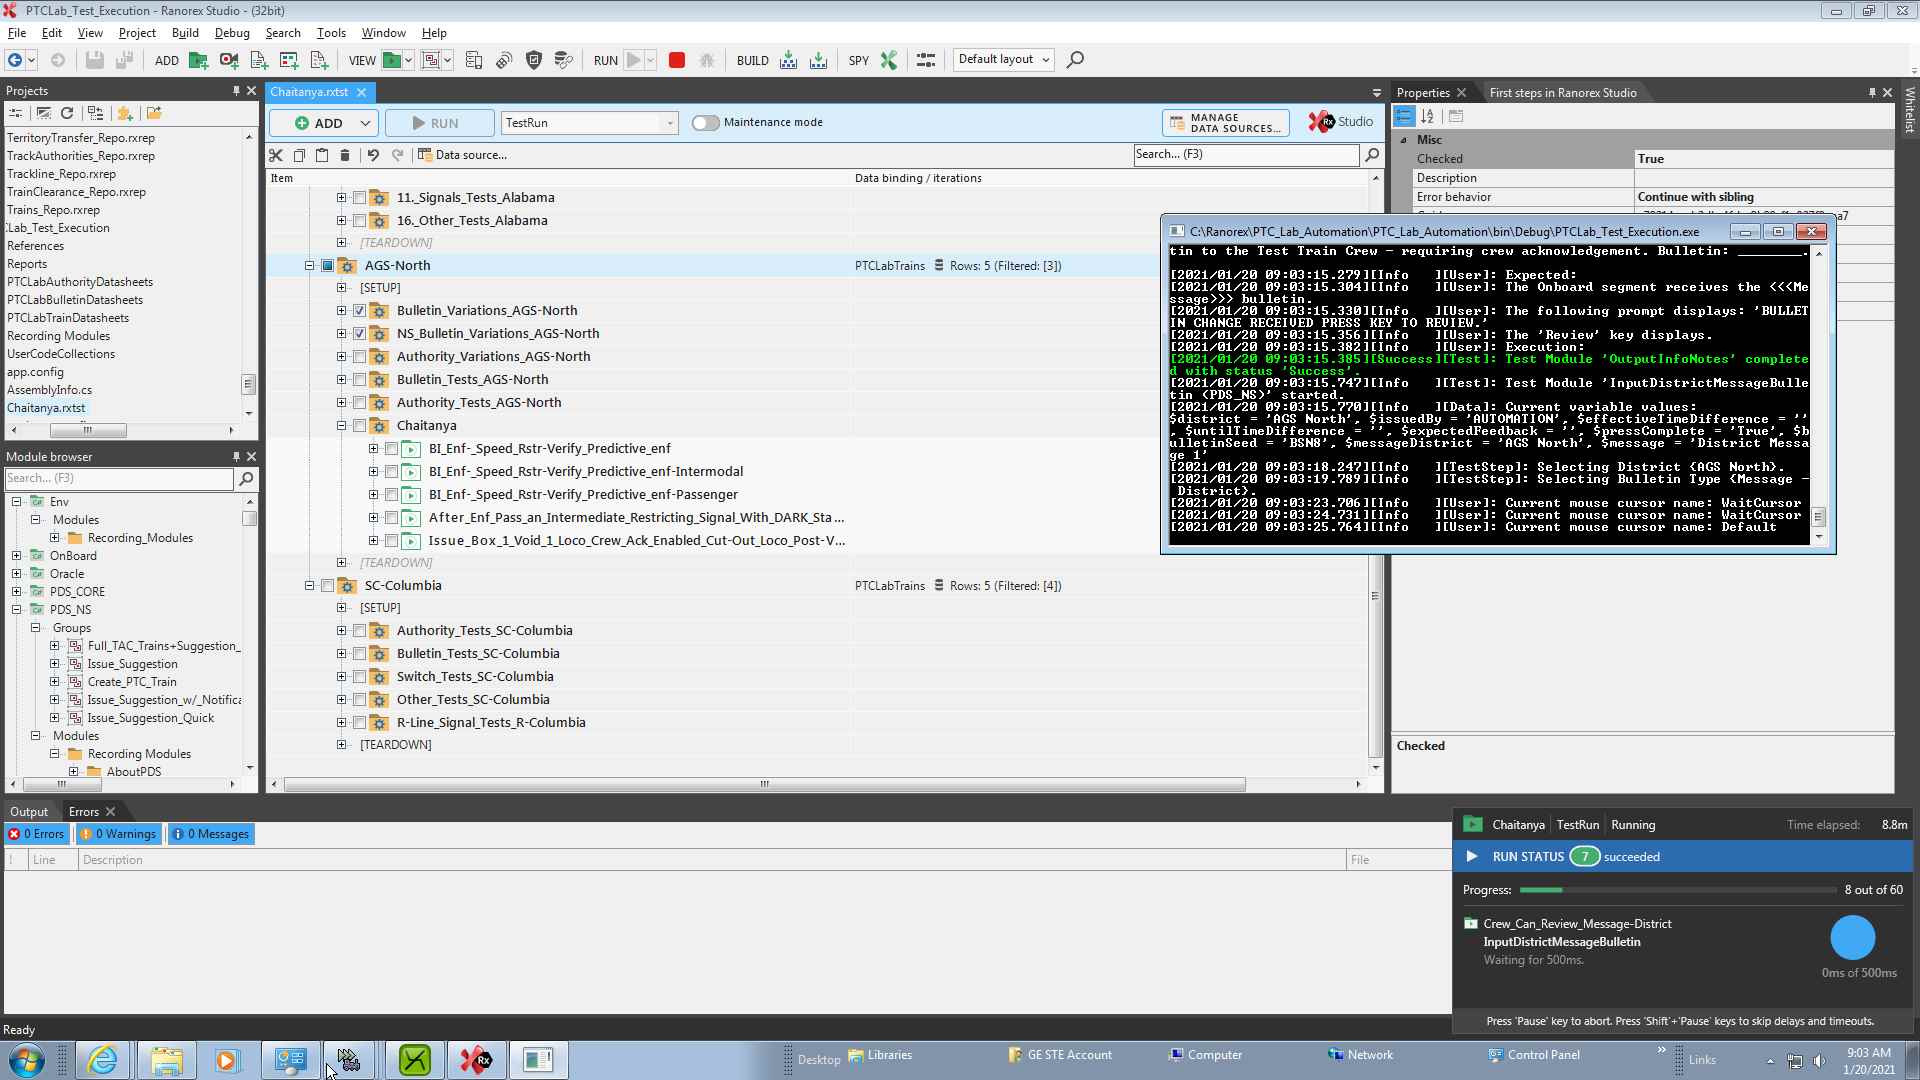 PTCLab_Test_Execution - Ranorex Studio - (32bit)
File Edit View Project Build Debug Search Tools Window Help
ADD VIEW RUN BUILD SPY Default layout
Projects
TerritoryTransfer_Repo.rxrep
TrackAuthorities_Repo.rxrep
Trackline_Repo.rxrep
TrainClearance_Repo.rxrep
Trains_Repo.rxrep
Lab_Test_Execution
References
Reports
PTCLabAuthorityDatasheets
PTCLabBulletinDatasheets
PTCLabTrainDatasheets
Recording Modules
UserCodeCollections
app.config
AssemblyInfo.cs
Chaitanya.rxtst
Module browser
Search... (F3)
Env
Modules
Recording_Modules
OnBoard
Oracle
PDS_CORE
PDS_NS
Groups
Full_TAC_Trains+Suggestion_
Issue_Suggestion
Create_PTC_Train
Issue_Suggestion_w/_Notifica
Issue_Suggestion_Quick
Modules
Recording Modules
AboutPDS
Chaitanya.rxtst
ADD RUN TestRun Maintenance mode MANAGE DATA SOURCES... Rx Studio
Data source... Search... (F3)
Item Data binding / iterations
11._Signals_Tests_Alabama
16._Other_Tests_Alabama
[TEARDOWN]
AGS-North PTCLabTrains Rows: 5 (Filtered: [3])
[SETUP]
Bulletin_Variations_AGS-North
NS_Bulletin_Variations_AGS-North
Authority_Variations_AGS-North
Bulletin_Tests_AGS-North
Authority_Tests_AGS-North
Chaitanya
BI_Enf-_Speed_Rstr-Verify_Predictive_enf
BI_Enf-_Speed_Rstr-Verify_Predictive_enf-Intermodal
BI_Enf-_Speed_Rstr-Verify_Predictive_enf-Passenger
After_Enf_Pass_an_Intermediate_Restricting_Signal_With_DARK_Sta ...
Issue_Box_1_Void_1_Loco_Crew_Ack_Enabled_Cut-Out_Loco_Post-V...
[TEARDOWN]
SC-Columbia PTCLabTrains Rows: 5 (Filtered: [4])
[SETUP]
Authority_Tests_SC-Columbia
Bulletin_Tests_SC-Columbia
Switch_Tests_SC-Columbia
Other_Tests_SC-Columbia
R-Line_Signal_Tests_R-Columbia
[TEARDOWN]
Properties First steps in Ranorex Studio
Whitelist
Misc
Checked True
Description
Error behavior Continue with sibling
Checked
C:\Ranorex\PTC_Lab_Automation\PTC_Lab_Automation\bin\Debug\PTCLab_Test_Execution.exe
tin to the Test Train Crew - requiring crew acknowledgement. Bulletin: ________.
[2021/01/20 09:03:15.279][Info ][User]: Expected:
[2021/01/20 09:03:15.304][Info ][User]: The Onboard segment receives the <<<Me
ssage>>> bulletin.
[2021/01/20 09:03:15.330][Info ][User]: The following prompt displays: 'BULLET
IN CHANGE RECEIVED PRESS KEY TO REVIEW.'
[2021/01/20 09:03:15.356][Info ][User]: The 'Review' key displays.
[2021/01/20 09:03:15.382][Info ][User]: Execution:
[2021/01/20 09:03:15.385][Success][Test]: Test Module 'OutputInfoNotes' complete
d with status 'Success'.
[2021/01/20 09:03:15.747][Info ][Test]: Test Module 'InputDistrictMessageBulle
tin (PDS_NS)' started.
[2021/01/20 09:03:15.770][Info ][Data]: Current variable values:
$district = 'AGS North', $issuedBy = 'AUTOMATION', $effectiveTimeDifference = ''
, $untilTimeDifference = '', $expectedFeedback = '', $pressComplete = 'True', $b
ulletinSeed = 'BSN8', $messageDistrict = 'AGS North', $message = 'District Messa
ge 1'
[2021/01/20 09:03:18.247][Info ][TestStep]: Selecting District {AGS North}.
[2021/01/20 09:03:19.789][Info ][TestStep]: Selecting Bulletin Type {Message -
District}.
[2021/01/20 09:03:23.706][Info ][User]: Current mouse cursor name: WaitCursor
[2021/01/20 09:03:24.731][Info ][User]: Current mouse cursor name: WaitCursor
[2021/01/20 09:03:25.764][Info ][User]: Current mouse cursor name: Default
Output Errors
0 Errors 0 Warnings 0 Messages
! Line Description File
Chaitanya TestRun Running Time elapsed: 8.8m
RUN STATUS 7 succeeded
Progress: 8 out of 60
Crew_Can_Review_Message-District
InputDistrictMessageBulletin
Waiting for 500ms.
0ms of 500ms
Press 'Pause' key to abort. Press 'Shift'+'Pause' keys to skip delays and timeouts.
Ready
Desktop Libraries GE STE Account Computer Network Control Panel » Links
9:03 AM
1/20/2021